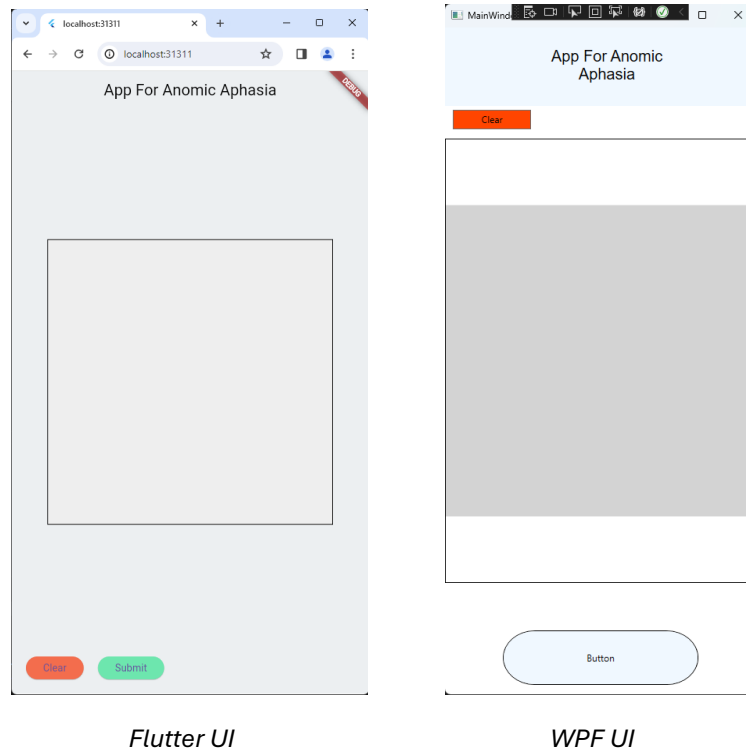 localhost:31311
localhost:31311
App For Anomic Aphasia
DEBUG
Clear
Submit
Flutter UI
MainWind
App For Anomic
Aphasia
Clear
Button
WPF UI